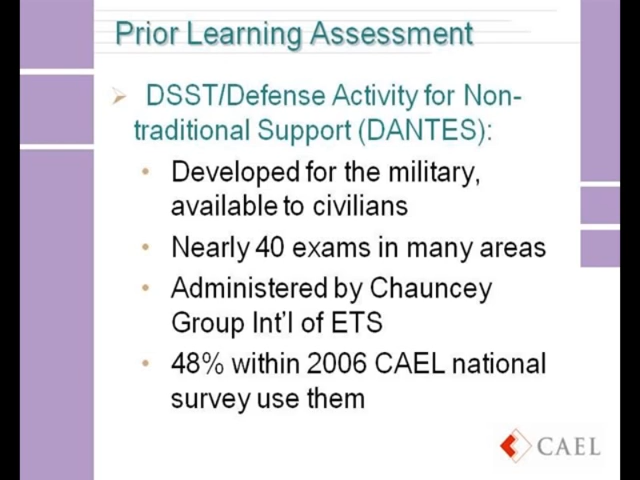 Prior Learning Assessment
DSST/Defense Activity for Non-
traditional Support (DANTES):
• Developed for the military,
available to civilians
• Nearly 40 exams in many areas
• Administered by Chauncey
Group Int'l of ETS
• 48% within 2006 CAEL national
survey use them
CAEL